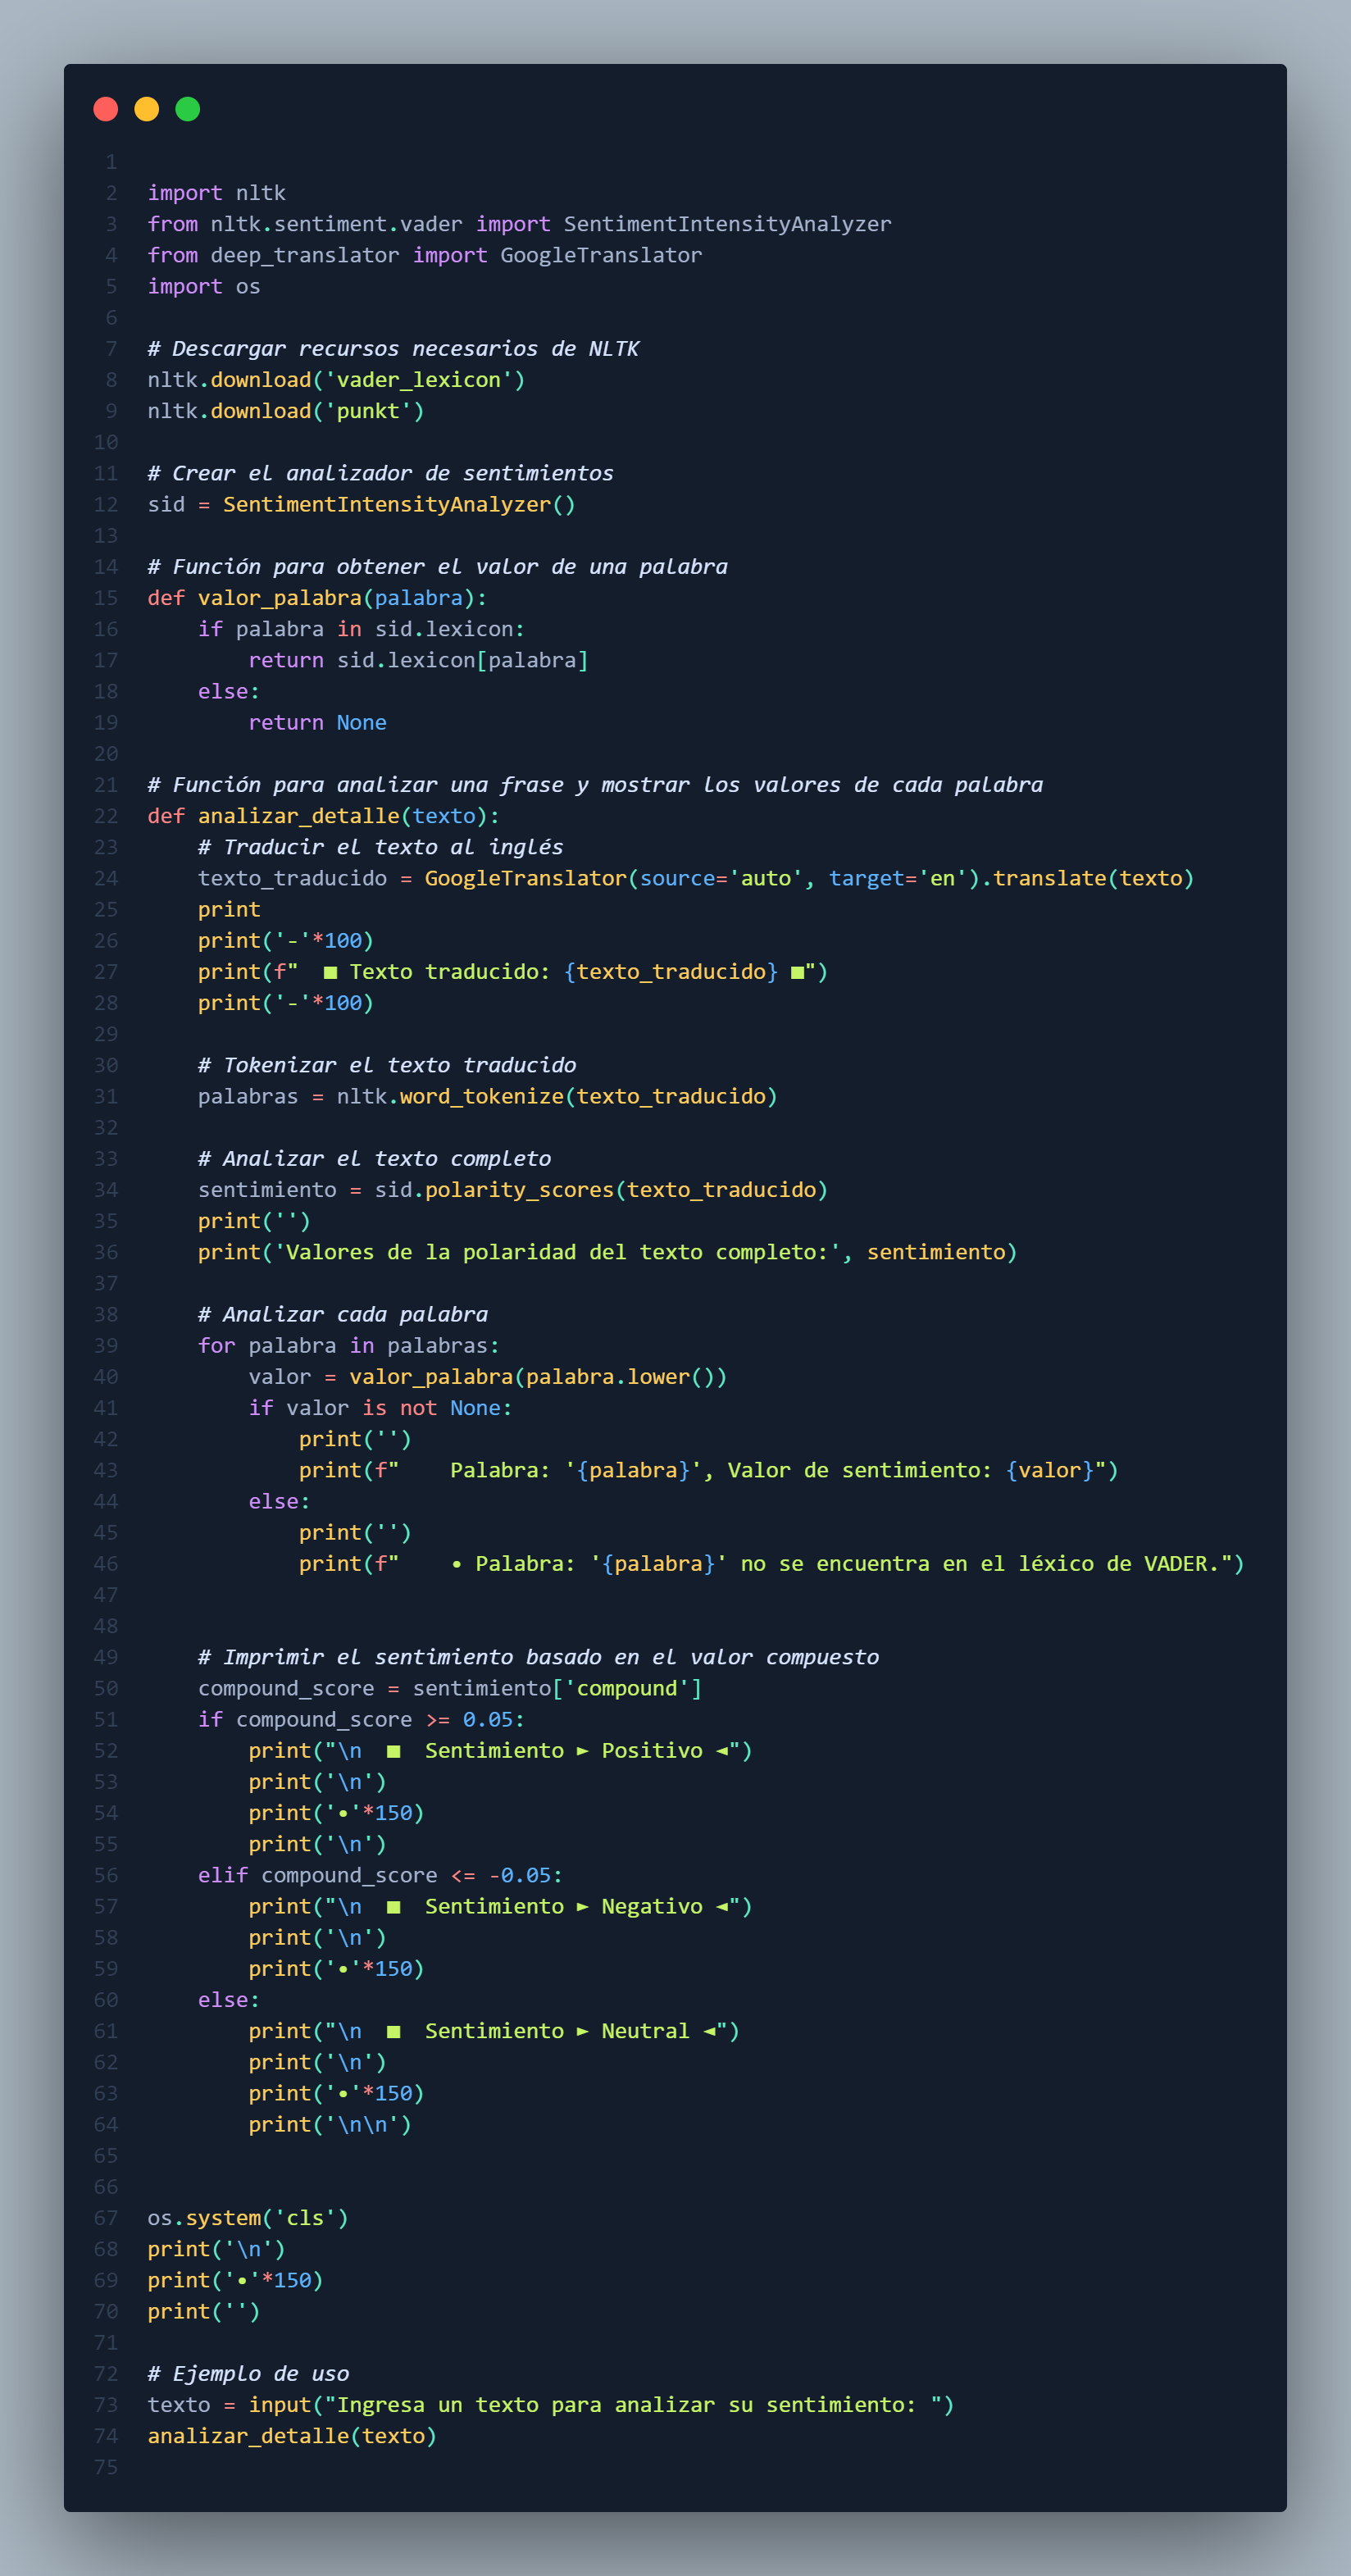 1
2 import nltk
3 from nltk.sentiment.vader import SentimentIntensityAnalyzer
4 from deep_translator import GoogleTranslator
5 import os
6
7 # Descargar recursos necesarios de NLTK
8 nltk.download('vader_lexicon')
9 nltk.download('punkt')
10
11 # Crear el analizador de sentimientos
12 sid = SentimentIntensityAnalyzer()
13
14 # Función para obtener el valor de una palabra
15 def valor_palabra(palabra):
16     if palabra in sid.lexicon:
17         return sid.lexicon[palabra]
18     else:
19         return None
20
21 # Función para analizar una frase y mostrar los valores de cada palabra
22 def analizar_detalle(texto):
23     # Traducir el texto al inglés
24     texto_traducido = GoogleTranslator(source='auto', target='en').translate(texto)
25     print
26     print('-'*100)
27     print(f"  ■ Texto traducido: {texto_traducido} ■")
28     print('-'*100)
29
30     # Tokenizar el texto traducido
31     palabras = nltk.word_tokenize(texto_traducido)
32
33     # Analizar el texto completo
34     sentimiento = sid.polarity_scores(texto_traducido)
35     print('')
36     print('Valores de la polaridad del texto completo:', sentimiento)
37
38     # Analizar cada palabra
39     for palabra in palabras:
40         valor = valor_palabra(palabra.lower())
41         if valor is not None:
42             print('')
43             print(f"    Palabra: '{palabra}', Valor de sentimiento: {valor}")
44         else:
45             print('')
46             print(f"    • Palabra: '{palabra}' no se encuentra en el léxico de VADER.")
47
48
49     # Imprimir el sentimiento basado en el valor compuesto
50     compound_score = sentimiento['compound']
51     if compound_score >= 0.05:
52         print("\n  ■  Sentimiento ► Positivo ◄")
53         print('\n')
54         print('•'*150)
55         print('\n')
56     elif compound_score <= -0.05:
57         print("\n  ■  Sentimiento ► Negativo ◄")
58         print('\n')
59         print('•'*150)
60     else:
61         print("\n  ■  Sentimiento ► Neutral ◄")
62         print('\n')
63         print('•'*150)
64         print('\n\n')
65
66
67 os.system('cls')
68 print('\n')
69 print('•'*150)
70 print('')
71
72 # Ejemplo de uso
73 texto = input("Ingresa un texto para analizar su sentimiento: ")
74 analizar_detalle(texto)
75